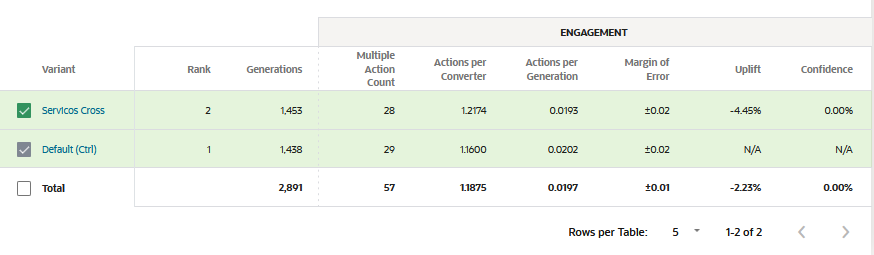 ENGAGEMENT
Variant Rank Generations Multiple Action Count Actions per Converter Actions per Generation Margin of Error Uplift Confidence
Servicos Cross 2 1,453 28 1.2174 0.0193 ±0.02 -4.45% 0.00%
Default (Ctrl) 1 1,438 29 1.1600 0.0202 ±0.02 N/A N/A
Total 2,891 57 1.1875 0.0197 ±0.01 -2.23% 0.00%
Rows per Table: 5 1-2 of 2